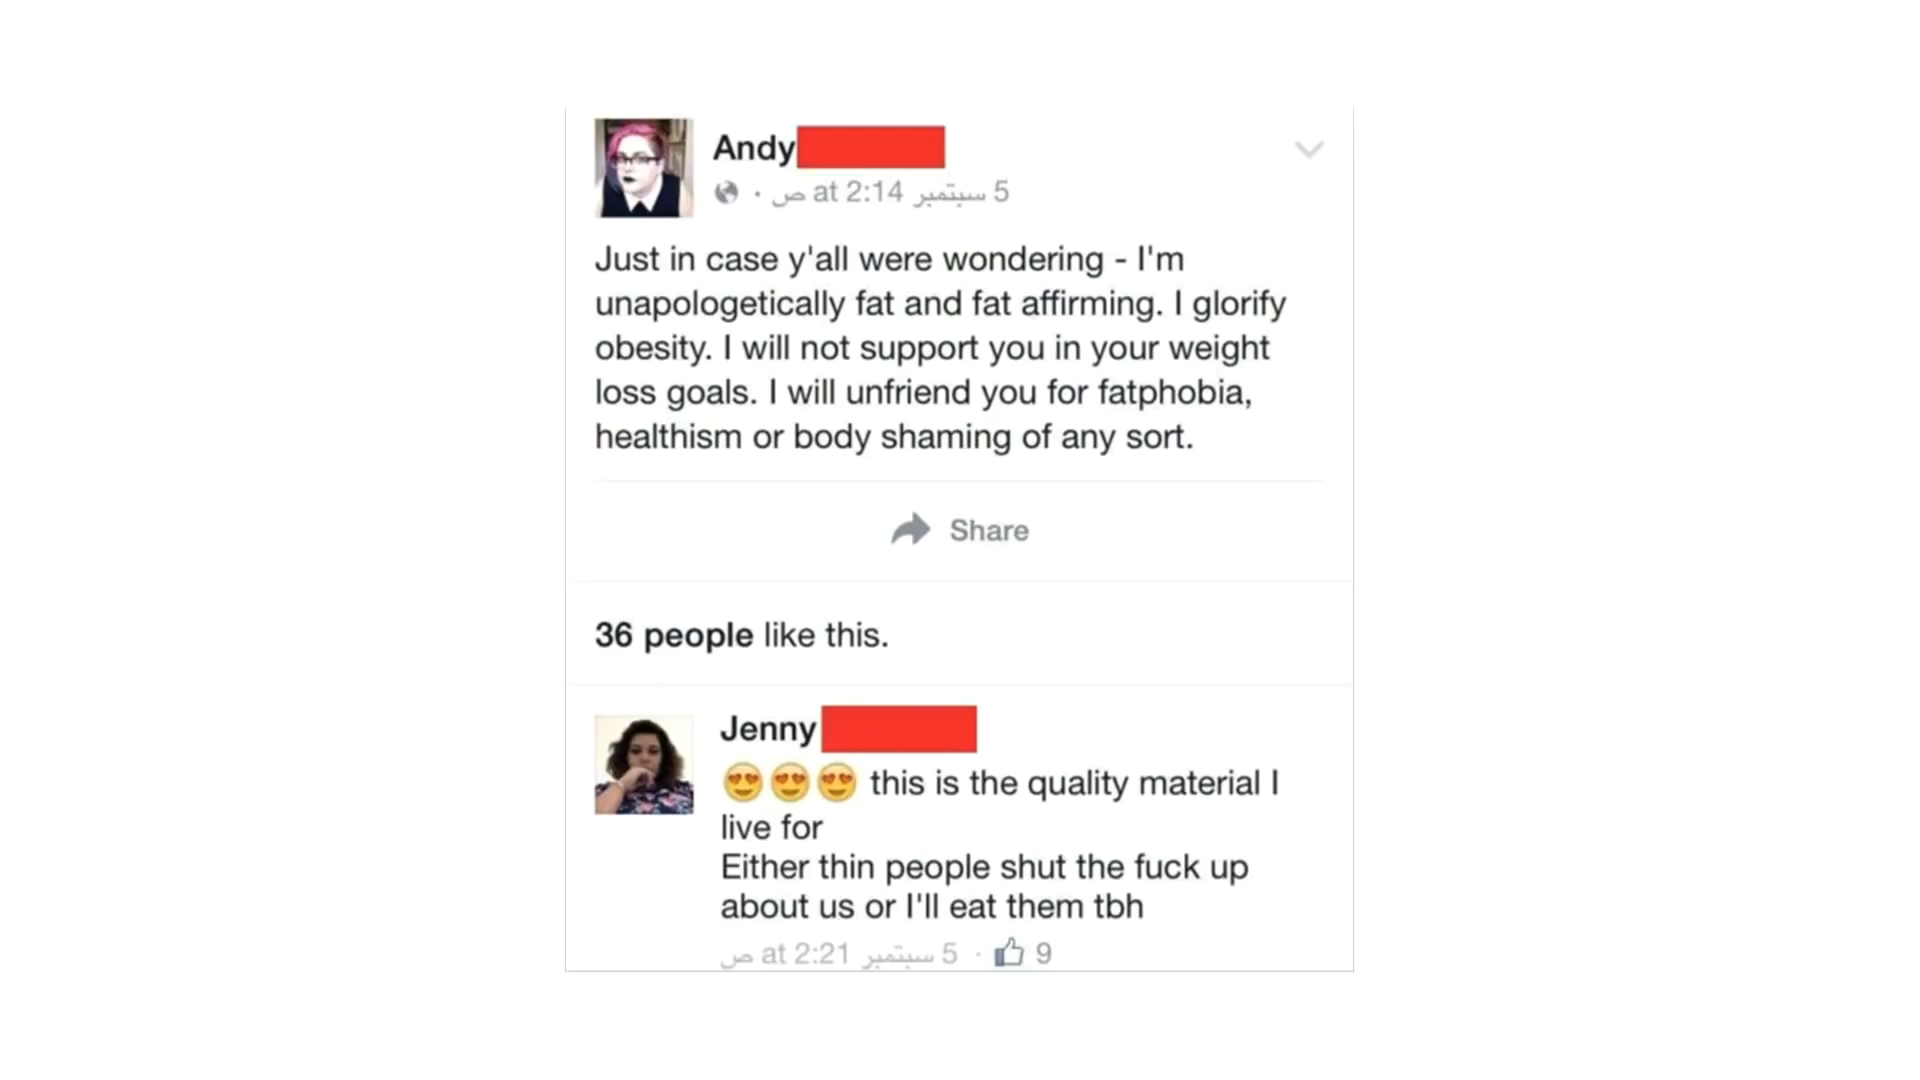 Andy
5 سبتمبر at 2:14 ص ·
Just in case y'all were wondering - I'm
unapologetically fat and fat affirming. I glorify
obesity. I will not support you in your weight
loss goals. I will unfriend you for fatphobia,
healthism or body shaming of any sort.
Share
36 people like this.
Jenny
😍😍😍 this is the quality material I
live for
Either thin people shut the fuck up
about us or I'll eat them tbh
5 سبتمبر at 2:21 ص · 9